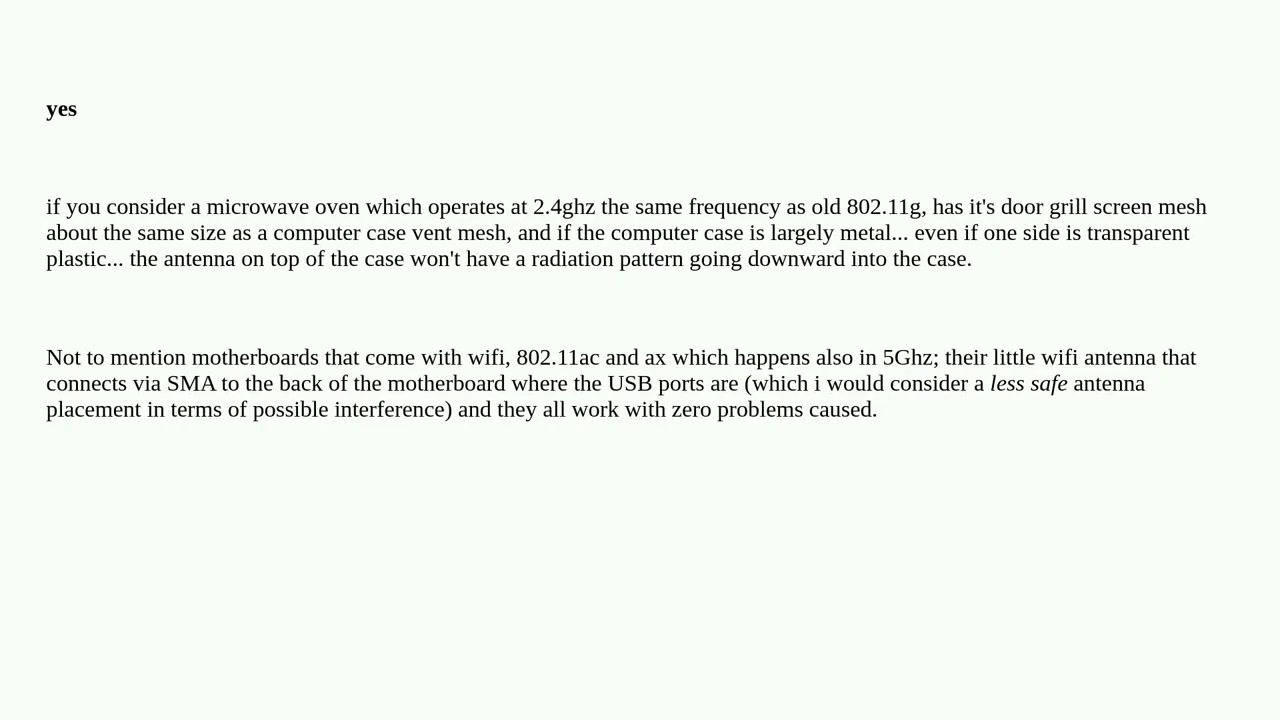 yes
if you consider a microwave oven which operates at 2.4ghz the same frequency as old 802.11g, has it's door grill screen mesh
about the same size as a computer case vent mesh, and if the computer case is largely metal... even if one side is transparent
plastic... the antenna on top of the case won't have a radiation pattern going downward into the case.
Not to mention motherboards that come with wifi, 802.11ac and ax which happens also in 5Ghz; their little wifi antenna that
connects via SMA to the back of the motherboard where the USB ports are (which i would consider a less safe antenna
placement in terms of possible interference) and they all work with zero problems caused.